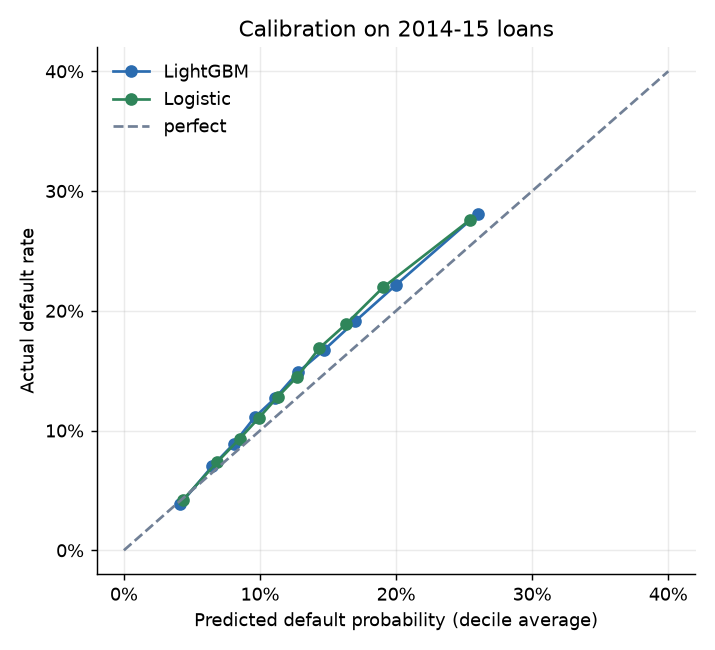 Calibration on 2014-15 loans
LightGBM
Logistic
perfect
40%
30%
20%
10%
0%
Actual default rate
0%
10%
20%
30%
40%
Predicted default probability (decile average)